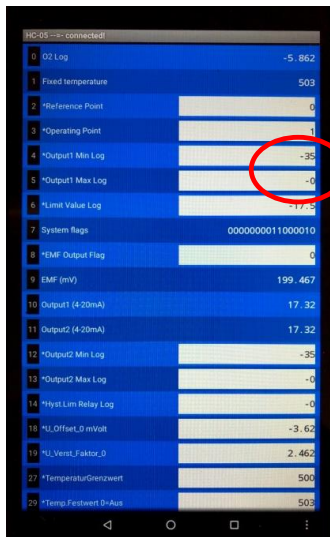 HC-05 —>- connected!
0 O2 Log -5.862
1 Fixed temperature 503
2 *Reference Point 0
3 *Operating Point 1
4 *Output1 Min Log -35
5 *Output1 Max Log -0
6 *Limit Value Log -17.5
7 System flags 0000000011000010
8 *EMF Output Flag 0
9 EMF (mV) 199.467
10 Output1 (4-20mA) 17.32
11 Output2 (4-20mA) 17.32
12 *Output2 Min Log -35
13 *Output2 Max Log -0
14 *Hyst.Lim Relay Log -0
18 *U_Offset_0 mVolt -3.62
19 *U_Verst_Faktor_0 2.462
27 *TemperaturGrenzwert 500
29 *Temp.Festwert 0=Aus 503